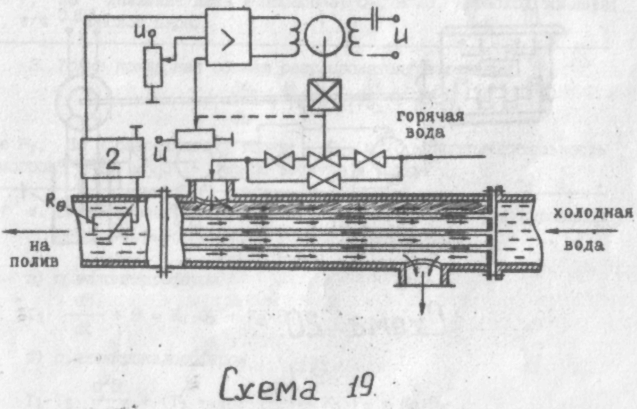 U
>
U
U
горячая
вода
2
Rθ
холодная
вода
на
полив
Схема 19